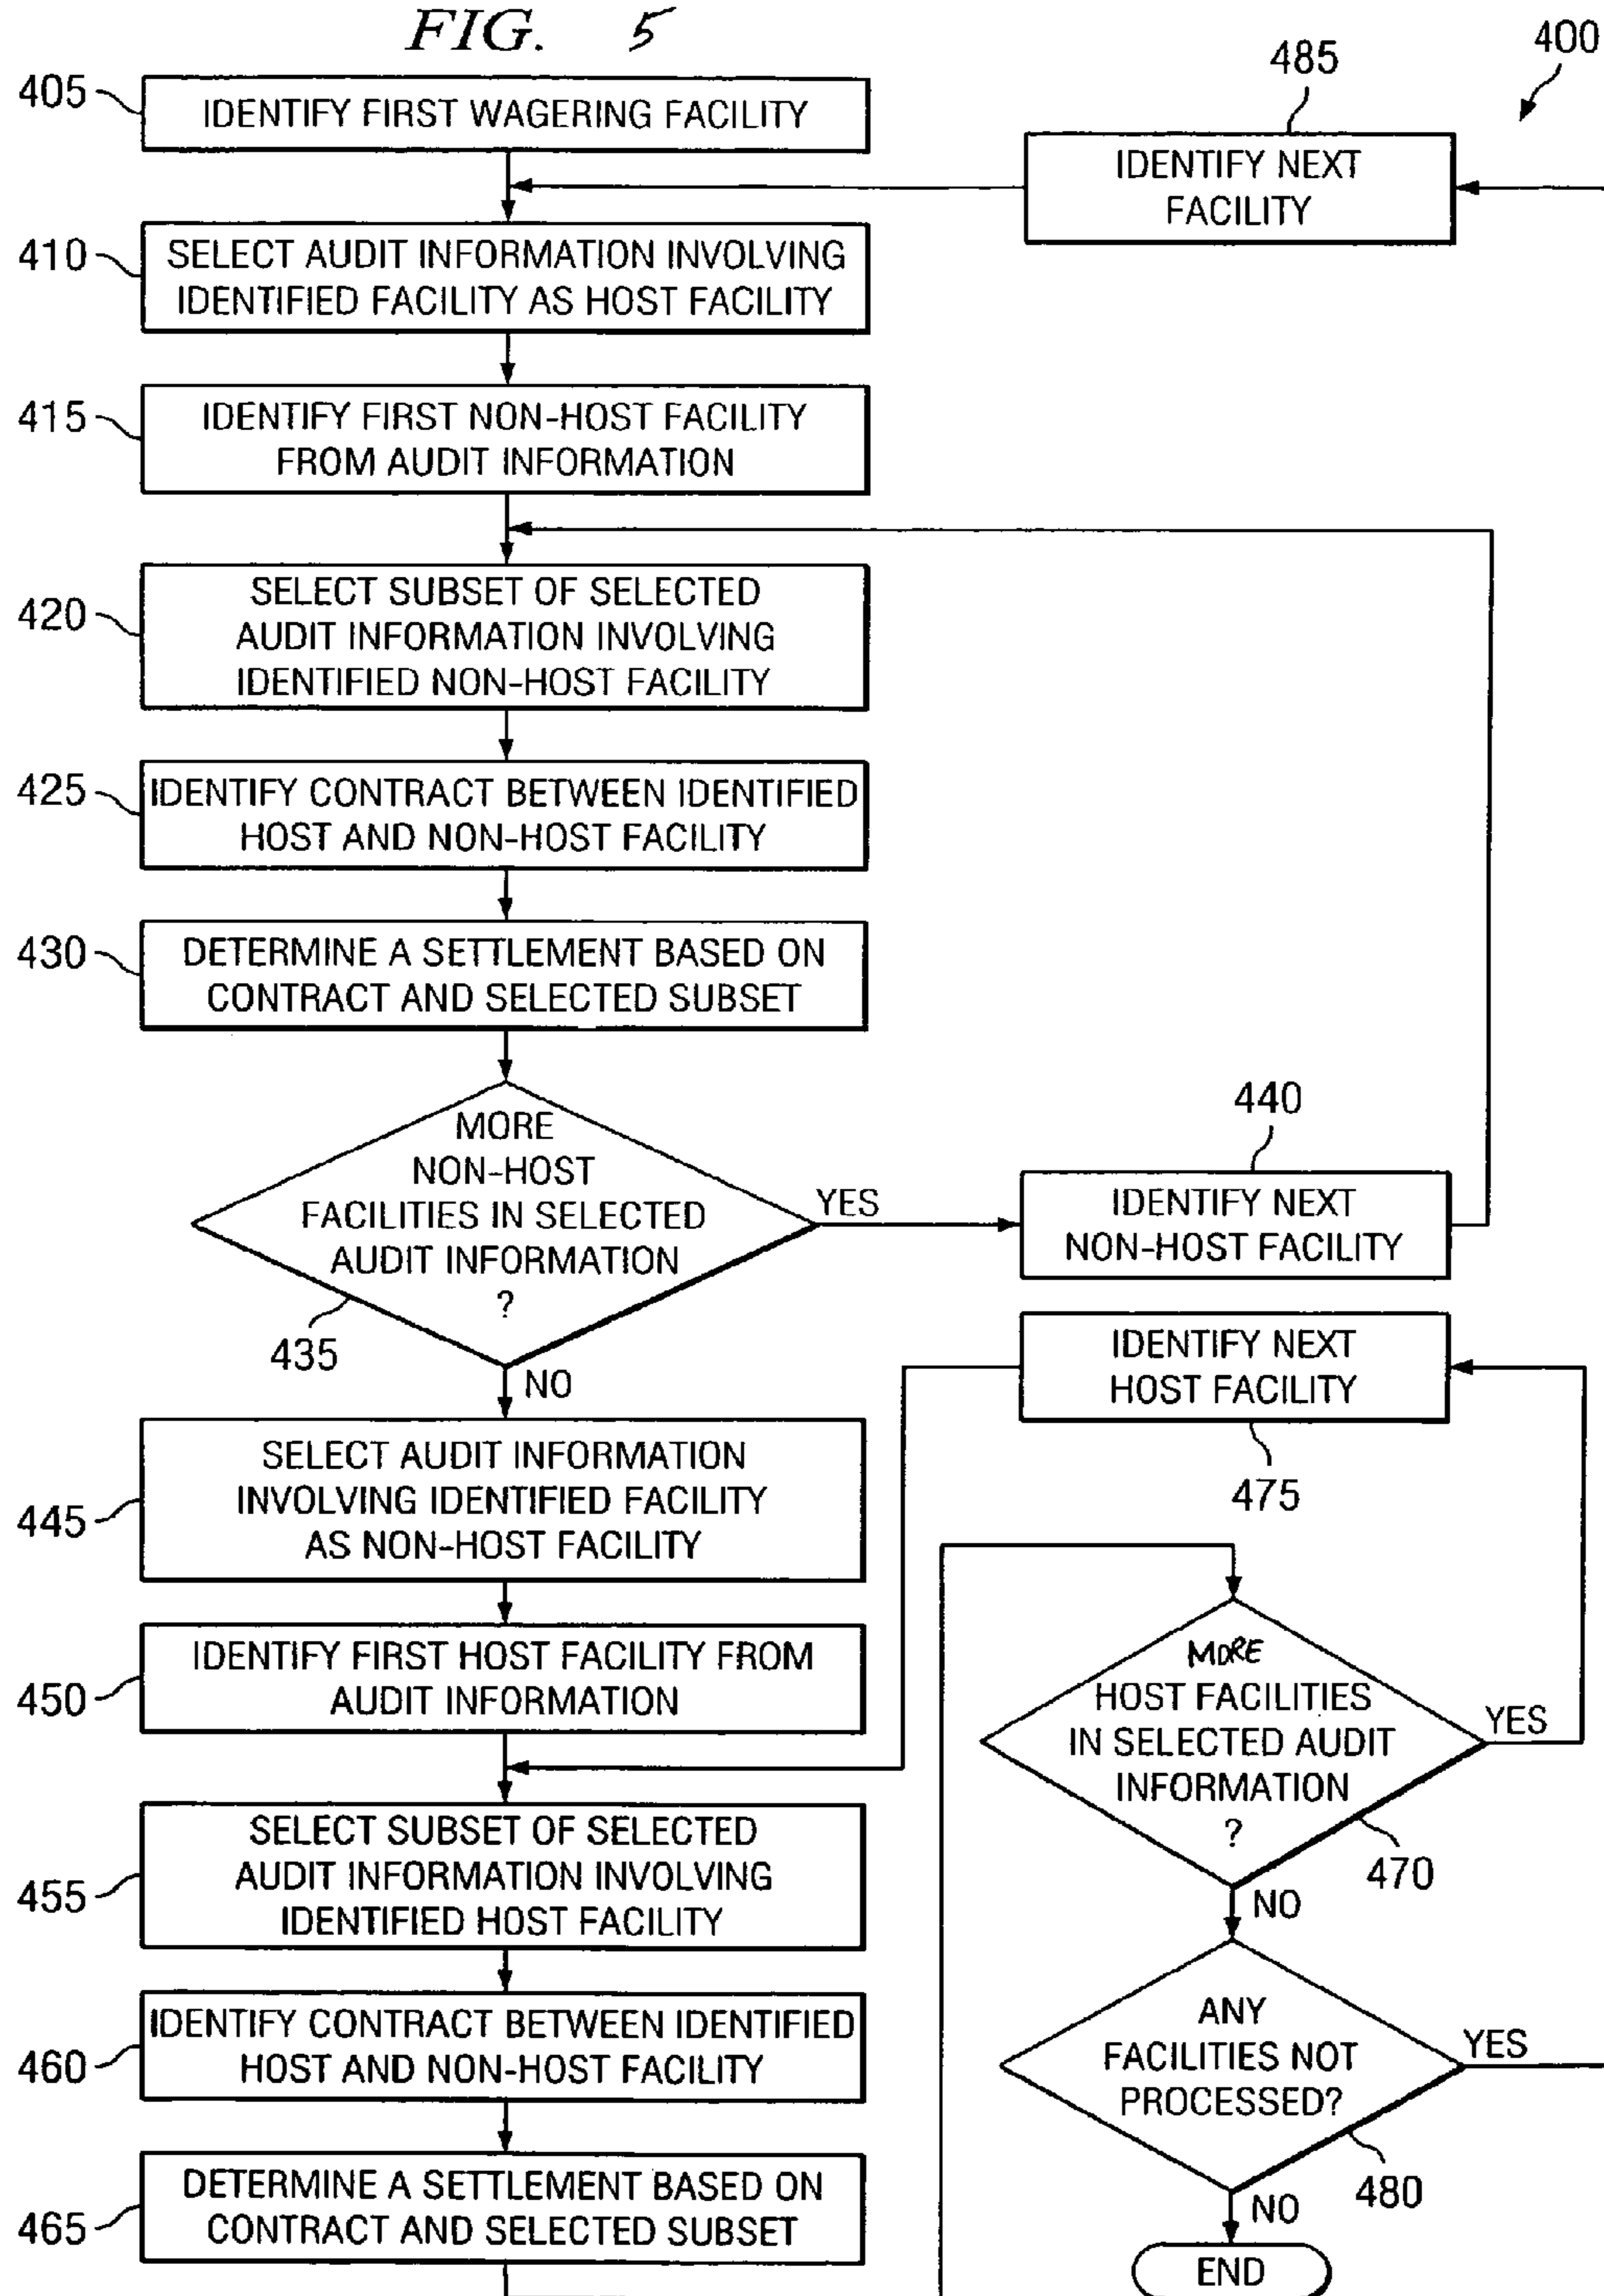 FIG. 5
400
485
405
IDENTIFY FIRST WAGERING FACILITY
IDENTIFY NEXT
FACILITY
410
SELECT AUDIT INFORMATION INVOLVING
IDENTIFIED FACILITY AS HOST FACILITY
415
IDENTIFY FIRST NON-HOST FACILITY
FROM AUDIT INFORMATION
420
SELECT SUBSET OF SELECTED
AUDIT INFORMATION INVOLVING
IDENTIFIED NON-HOST FACILITY
425
IDENTIFY CONTRACT BETWEEN IDENTIFIED
HOST AND NON-HOST FACILITY
430
DETERMINE A SETTLEMENT BASED ON
CONTRACT AND SELECTED SUBSET
MORE
NON-HOST
FACILITIES IN SELECTED
AUDIT INFORMATION
?
435
YES
NO
440
IDENTIFY NEXT
NON-HOST FACILITY
IDENTIFY NEXT
HOST FACILITY
475
445
SELECT AUDIT INFORMATION
INVOLVING IDENTIFIED FACILITY
AS NON-HOST FACILITY
450
IDENTIFY FIRST HOST FACILITY FROM
AUDIT INFORMATION
455
SELECT SUBSET OF SELECTED
AUDIT INFORMATION INVOLVING
IDENTIFIED HOST FACILITY
460
IDENTIFY CONTRACT BETWEEN IDENTIFIED
HOST AND NON-HOST FACILITY
465
DETERMINE A SETTLEMENT BASED ON
CONTRACT AND SELECTED SUBSET
MORE
HOST FACILITIES
IN SELECTED AUDIT
INFORMATION
?
YES
470
NO
ANY
FACILITIES NOT
PROCESSED?
YES
480
NO
END